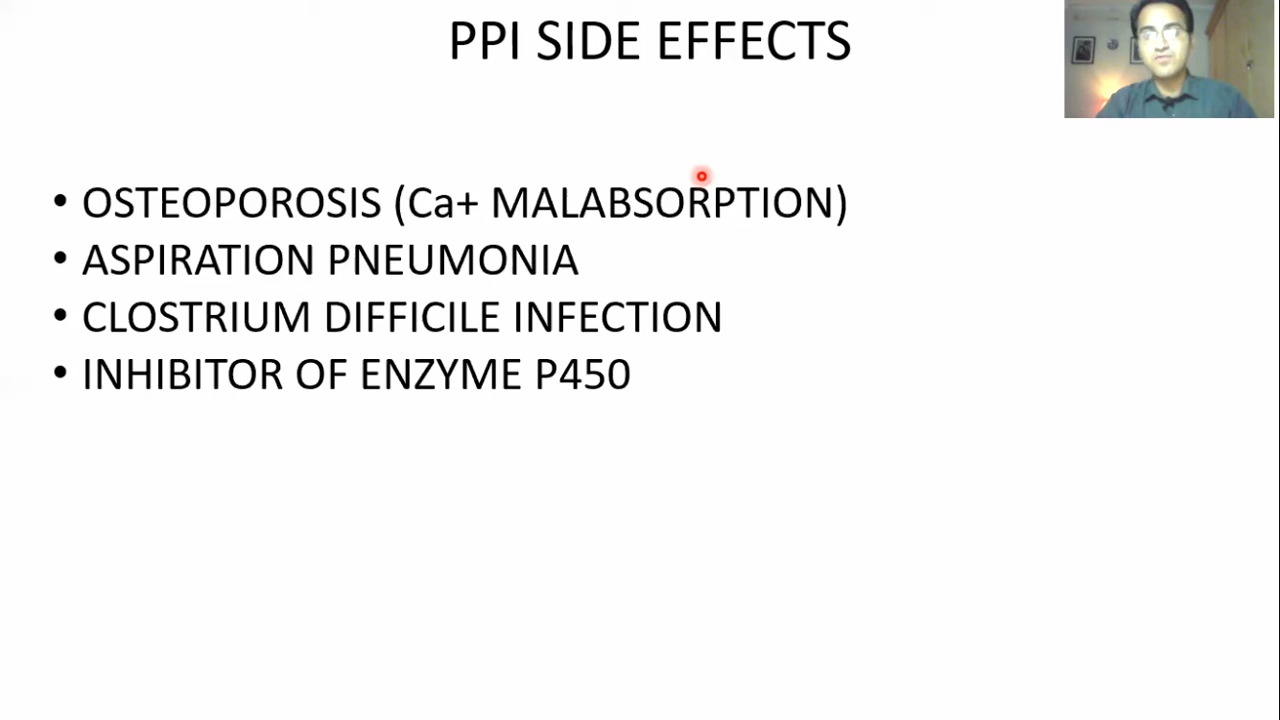 PPI SIDE EFFECTS
• OSTEOPOROSIS (Ca+ MALABSORPTION)
• ASPIRATION PNEUMONIA
• CLOSTRIUM DIFFICILE INFECTION
• INHIBITOR OF ENZYME P450